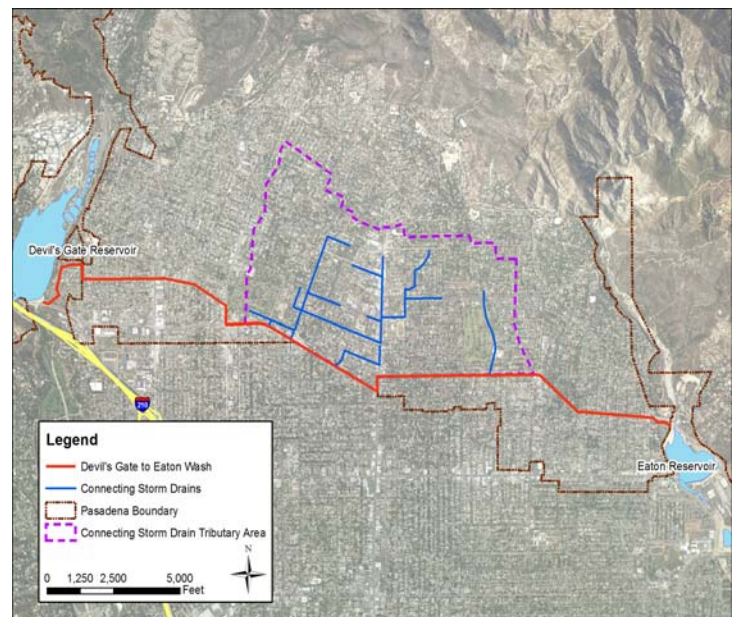 Devil's Gate Reservoir
210
Eaton Reservoir
Legend
Devil's Gate to Eaton Wash
Connecting Storm Drains
Pasadena Boundary
Connecting Storm Drain Tributary Area
N
0 1,250 2,500 5,000
Feet